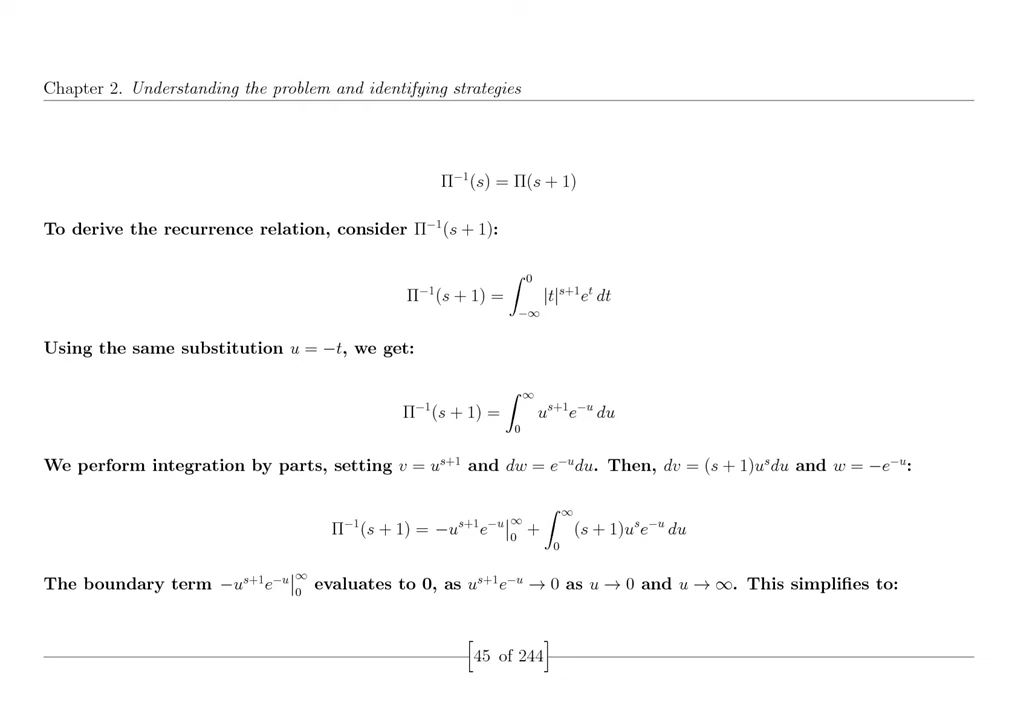 Chapter 2. Understanding the problem and identifying strategies
Π⁻¹(s) = Π(s + 1)
To derive the recurrence relation, consider Π⁻¹(s + 1):
Π⁻¹(s + 1) = ∫_{−∞}^{0} |t|^{s+1} e^{t} dt
Using the same substitution u = −t, we get:
Π⁻¹(s + 1) = ∫_{0}^{∞} u^{s+1} e^{−u} du
We perform integration by parts, setting v = u^{s+1} and dw = e^{−u}du. Then, dv = (s + 1)u^{s}du and w = −e^{−u}:
Π⁻¹(s + 1) = −u^{s+1}e^{−u}|_{0}^{∞} + ∫_{0}^{∞} (s + 1)u^{s}e^{−u} du
The boundary term −u^{s+1}e^{−u}|_{0}^{∞} evaluates to 0, as u^{s+1}e^{−u} → 0 as u → 0 and u → ∞. This simplifies to:
[45 of 244]